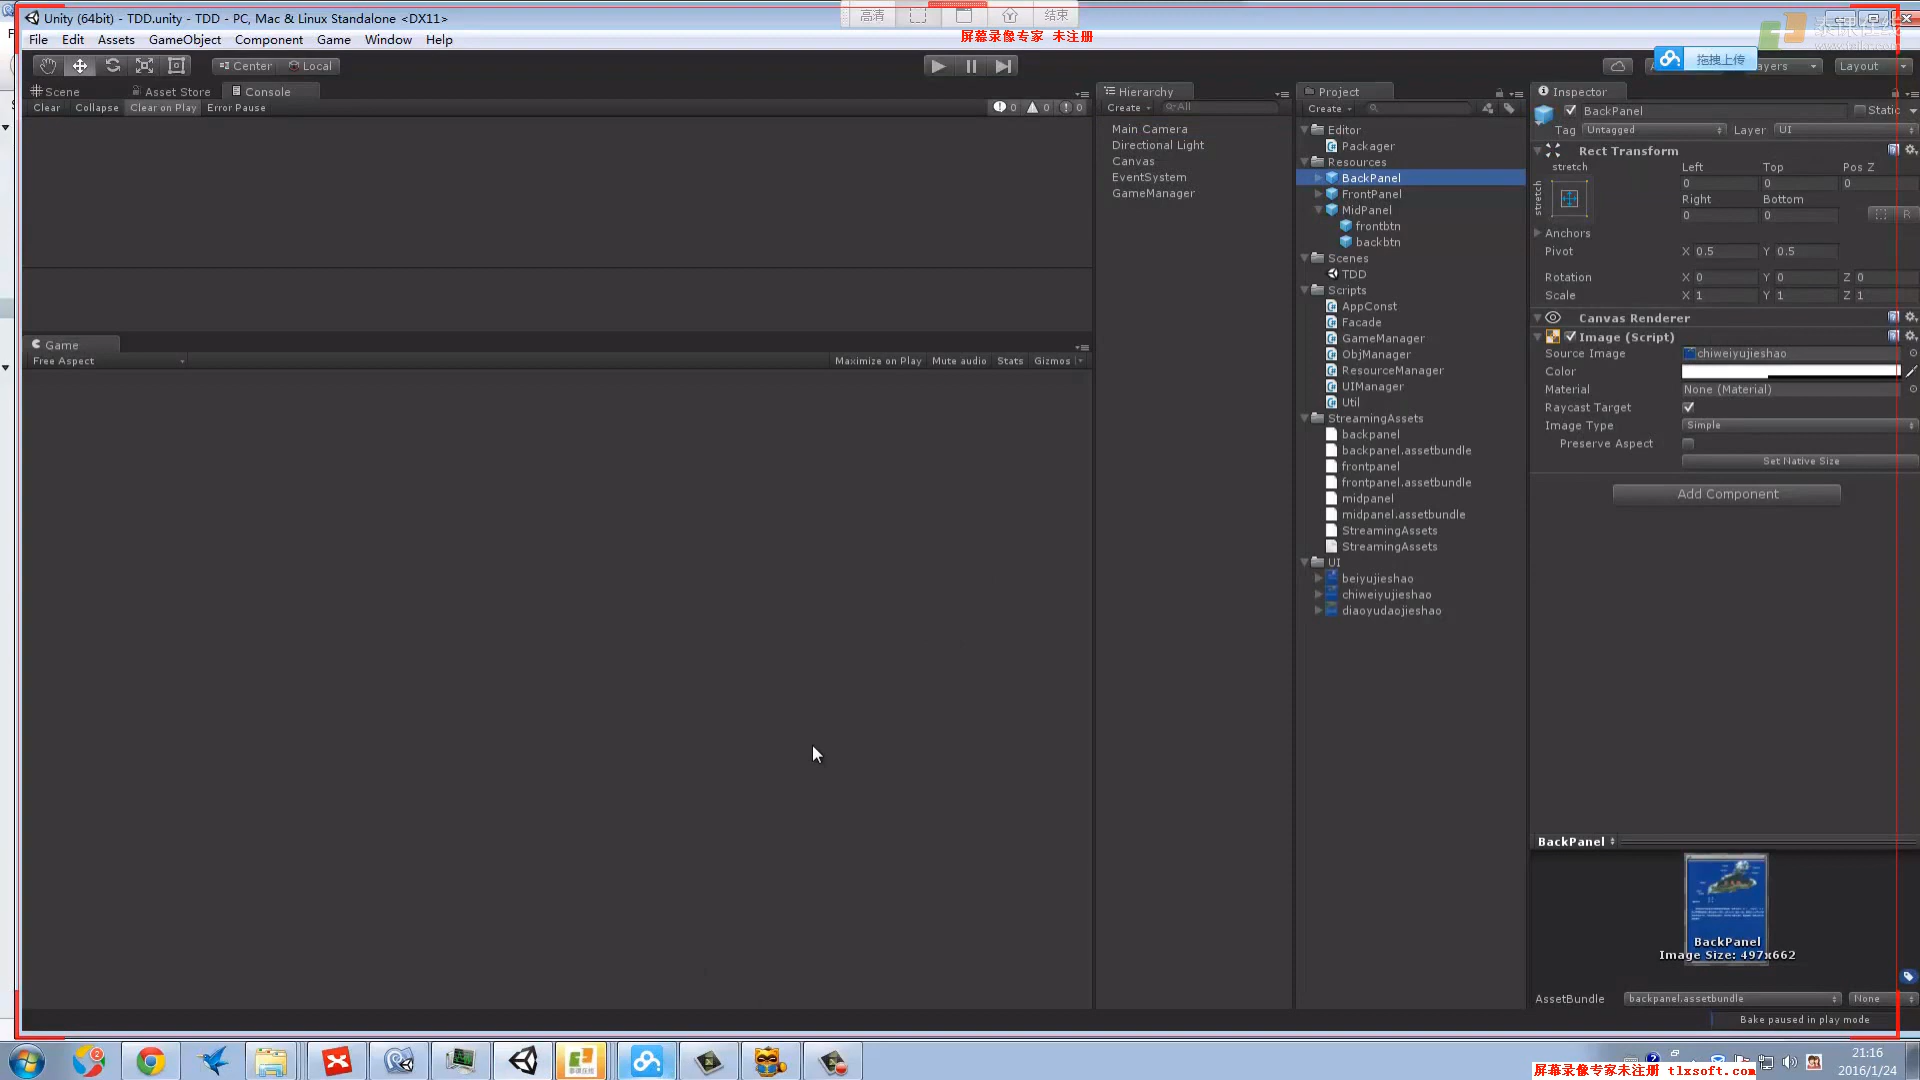 Unity (64bit) - TDD.unity - TDD - PC, Mac & Linux Standalone <DX11>
高清
结束
屏幕录像专家 未注册
File Edit Assets GameObject Component Game Window Help
拖拽上传
Center Local
Layout
Scene Asset Store Console
Clear Collapse Clear on Play Error Pause
0 0 0
Game
Free Aspect
Maximize on Play Mute audio Stats Gizmos
Hierarchy
Create All
Main Camera
Directional Light
Canvas
EventSystem
GameManager
Project
Create
Editor
Packager
Resources
BackPanel
FrontPanel
MidPanel
frontbtn
backbtn
Scenes
TDD
Scripts
AppConst
Facade
GameManager
ObjManager
ResourceManager
UIManager
Util
StreamingAssets
backpanel
backpanel.assetbundle
frontpanel
frontpanel.assetbundle
midpanel
midpanel.assetbundle
StreamingAssets
StreamingAssets
UI
beiyujieshao
chiweiyujieshao
diaoyudaojieshao
Inspector
BackPanel Static
Tag Untagged Layer UI
Rect Transform
stretch
stretch
Left Top Pos Z
0 0 0
Right Bottom
0 0 R
Anchors
Pivot X 0.5 Y 0.5
Rotation X 0 Y 0 Z 0
Scale X 1 Y 1 Z 1
Canvas Renderer
Image (Script)
Source Image chiweiyujieshao
Color
Material None (Material)
Raycast Target
Image Type Simple
Preserve Aspect
Set Native Size
Add Component
BackPanel
BackPanel
Image Size: 497x662
AssetBundle backpanel.assetbundle None
Bake paused in play mode
2
21:16
2016/1/24
屏幕录像专家未注册 tlxsoft.com